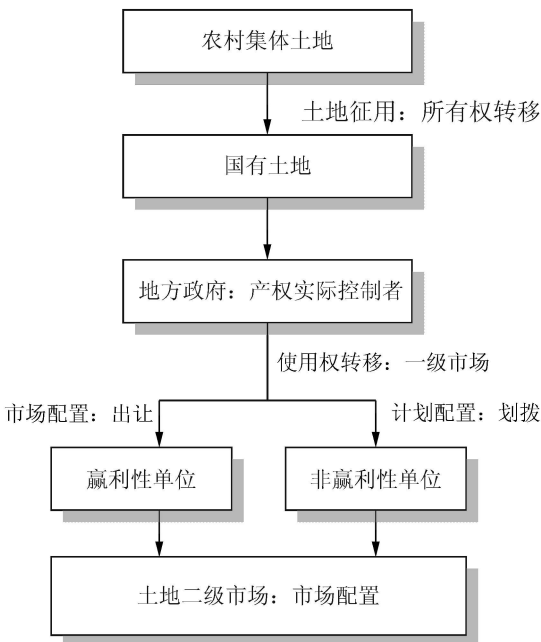 农村集体土地
土地征用：所有权转移
国有土地
地方政府：产权实际控制者
使用权转移：一级市场
市场配置：出让
计划配置：划拨
赢利性单位
非赢利性单位
土地二级市场：市场配置